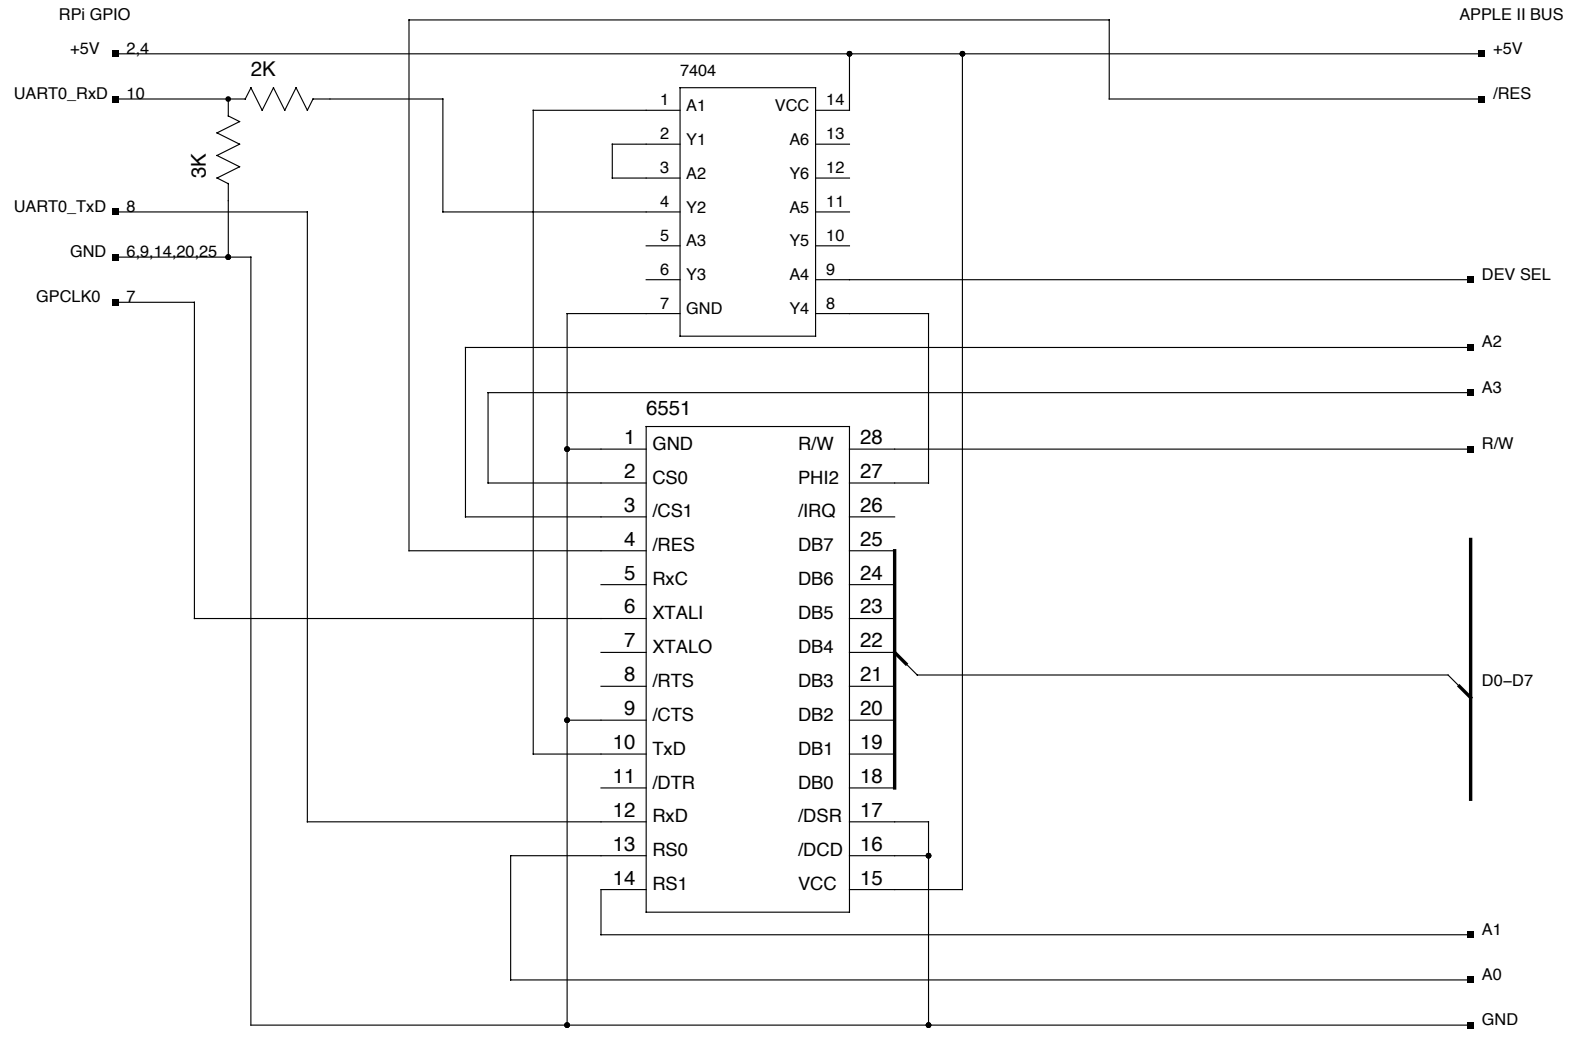 RPi GPIO
APPLE II BUS
+5V 2,4
+5V
2K
7404
UART0_RxD 10
/RES
1 A1 VCC 14
2 Y1 A6 13
3K
3 A2 Y6 12
UART0_TxD 8
4 Y2 A5 11
GND 6,9,14,20,25
5 A3 Y5 10
6 Y3 A4 9
DEV SEL
GPCLK0 7
7 GND Y4 8
A2
A3
6551
1 GND R/W 28
R/W
2 CS0 PHI2 27
3 /CS1 /IRQ 26
4 /RES DB7 25
5 RxC DB6 24
6 XTALI DB5 23
7 XTALO DB4 22
8 /RTS DB3 21
D0–D7
9 /CTS DB2 20
10 TxD DB1 19
11 /DTR DB0 18
12 RxD /DSR 17
13 RS0 /DCD 16
14 RS1 VCC 15
A1
A0
GND